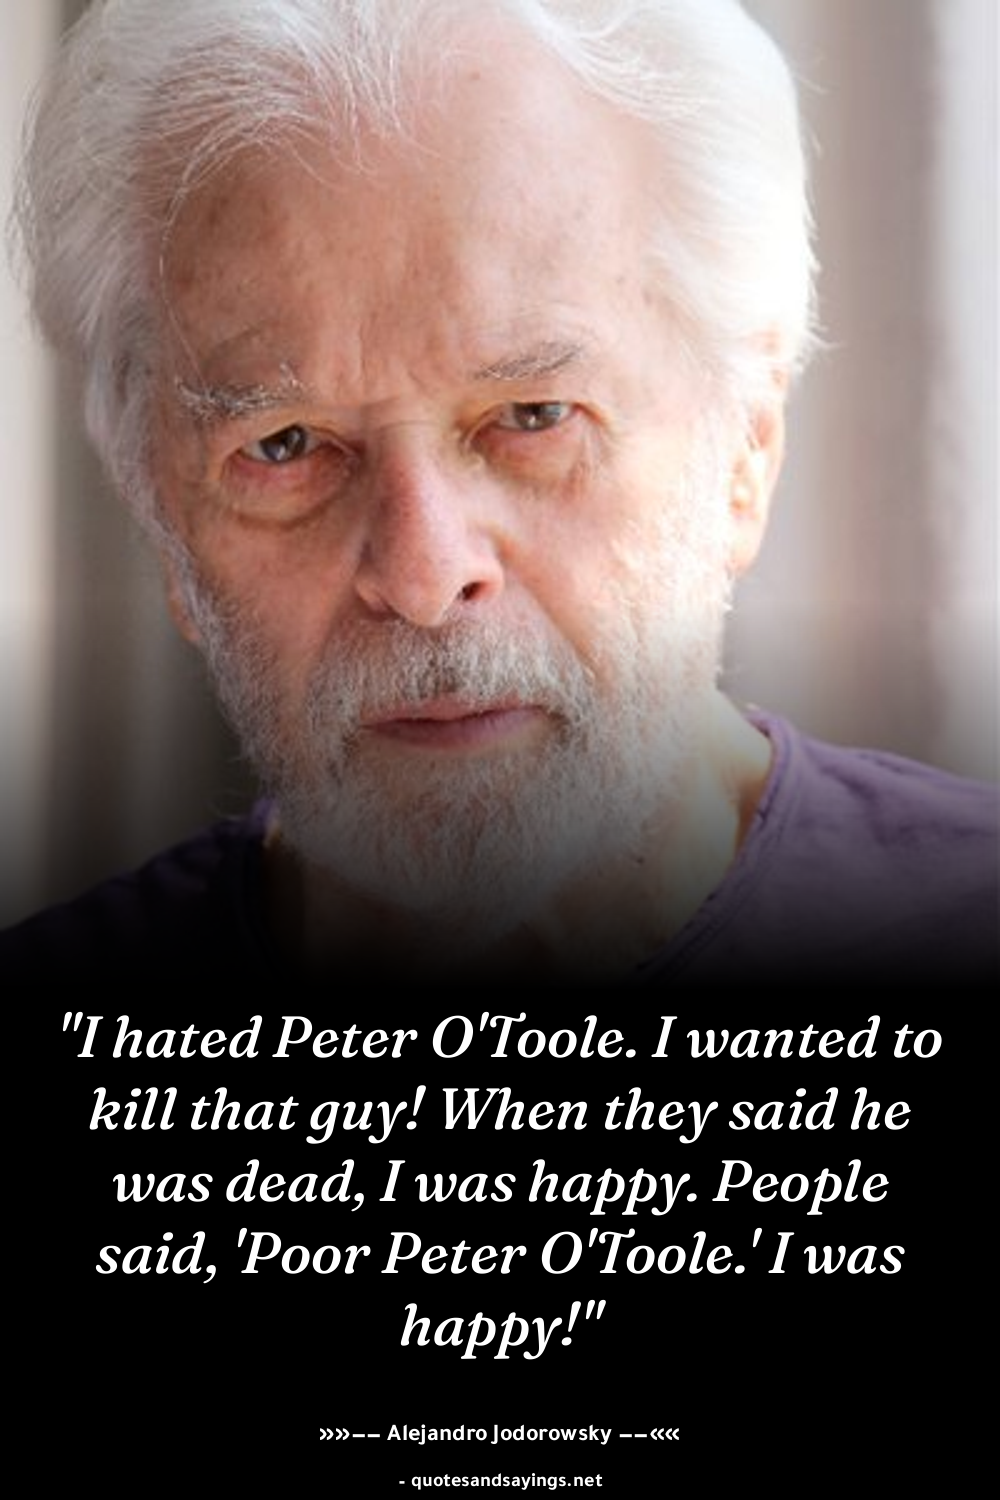 "I hated Peter O'Toole. I wanted to
kill that guy! When they said he
was dead, I was happy. People
said, 'Poor Peter O'Toole.' I was
happy!"
»»–– Alejandro Jodorowsky ––««
- quotesandsayings.net